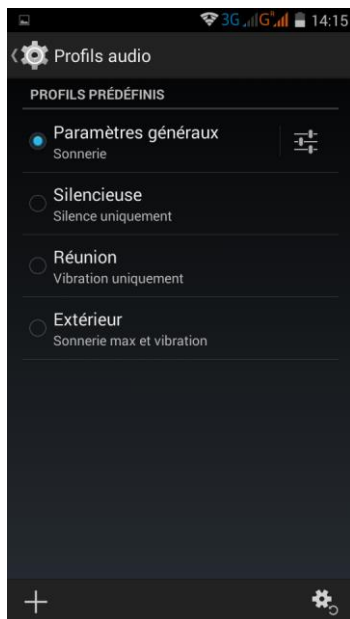 3G G 14:15
Profils audio
PROFILS PRÉDÉFINIS
Paramètres généraux
Sonnerie
Silencieuse
Silence uniquement
Réunion
Vibration uniquement
Extérieur
Sonnerie max et vibration